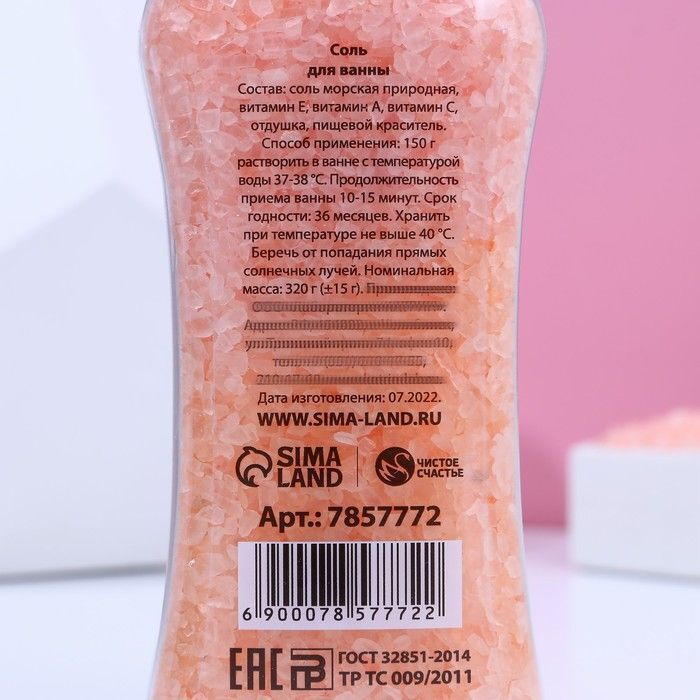 Соль
для ванны
Состав: соль морская природная,
витамин Е, витамин А, витамин С,
отдушка, пищевой краситель.
Способ применения: 150 г
растворить в ванне с температурой
воды 37-38 °С. Продолжительность
приема ванны 10-15 минут. Срок
годности: 36 месяцев. Хранить
при температуре не выше 40 °С.
Беречь от попадания прямых
солнечных лучей. Номинальная
масса: 320 г (±15 г).
Дата изготовления: 07.2022.
WWW.SIMA-LAND.RU
SIMA LAND ЧИСТОЕ СЧАСТЬЕ
Арт.: 7857772
6 900078 577722
EAC ГОСТ 32851-2014
ТР ТС 009/2011